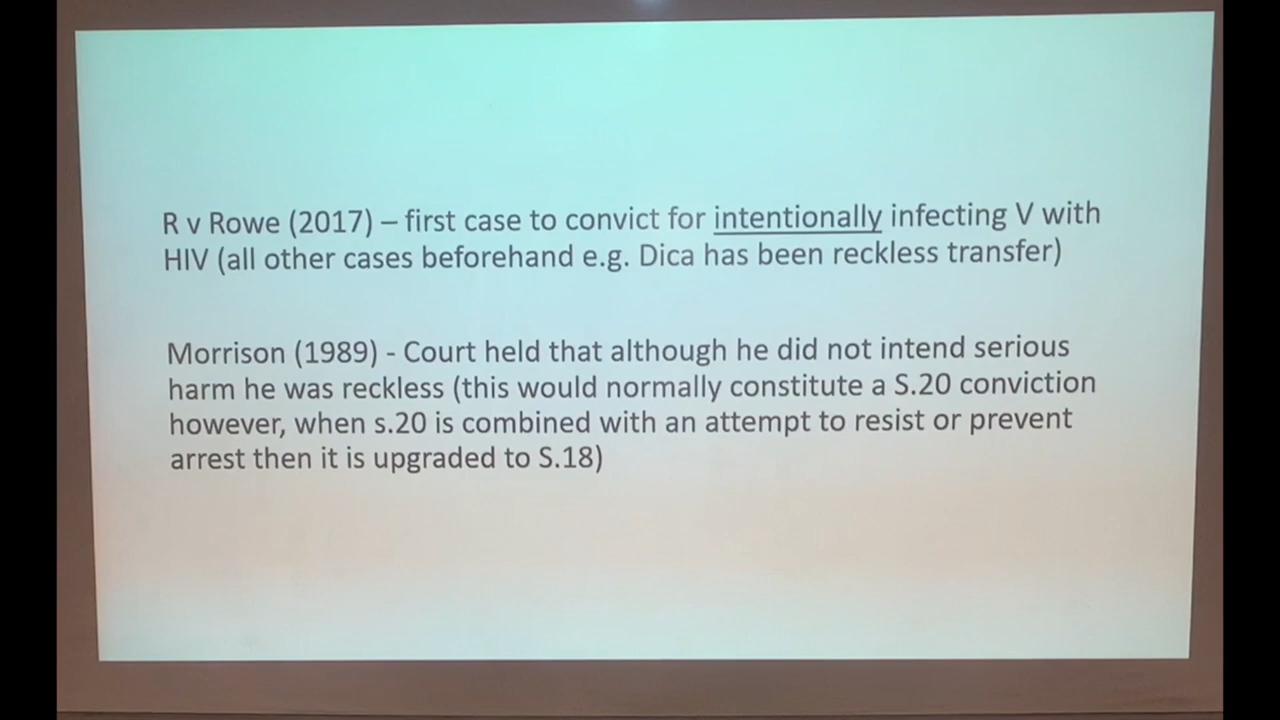 R v Rowe (2017) – first case to convict for intentionally infecting V with
HIV (all other cases beforehand e.g. Dica has been reckless transfer)
Morrison (1989) - Court held that although he did not intend serious
harm he was reckless (this would normally constitute a S.20 conviction
however, when s.20 is combined with an attempt to resist or prevent
arrest then it is upgraded to S.18)